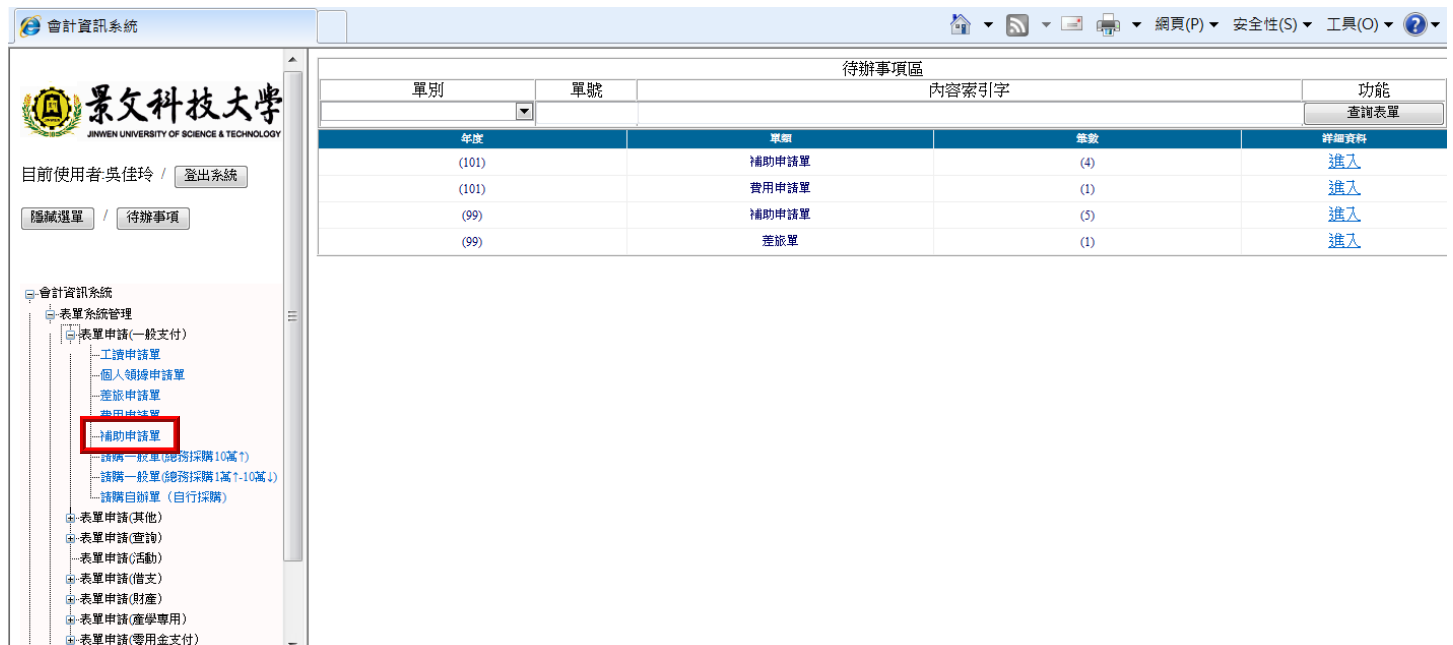 會計資訊系統
網頁(P) 安全性(S) 工具(O)
景文科技大學
JINWEN UNIVERSITY OF SCIENCE & TECHNOLOGY
目前使用者:吳佳玲 / 登出系統
隱藏選單 / 待辦事項
會計資訊系統
表單系統管理
表單申請(一般支付)
工讀申請單
個人領據申請單
差旅申請單
費用申請單
補助申請單
請購一般單(總務採購10萬↑)
請購一般單(總務採購1萬↑-10萬↓)
請購自辦單（自行採購）
表單申請(其他)
表單申請(查詢)
表單申請(活動)
表單申請(借支)
表單申請(財產)
表單申請(產學專用)
表單申請(零用金支付)
待辦事項區
單別 單號 內容索引字 功能
查詢表單
年度 單類 筆數 詳細資料
(101) 補助申請單 (4) 進入
(101) 費用申請單 (1) 進入
(99) 補助申請單 (5) 進入
(99) 差旅單 (1) 進入